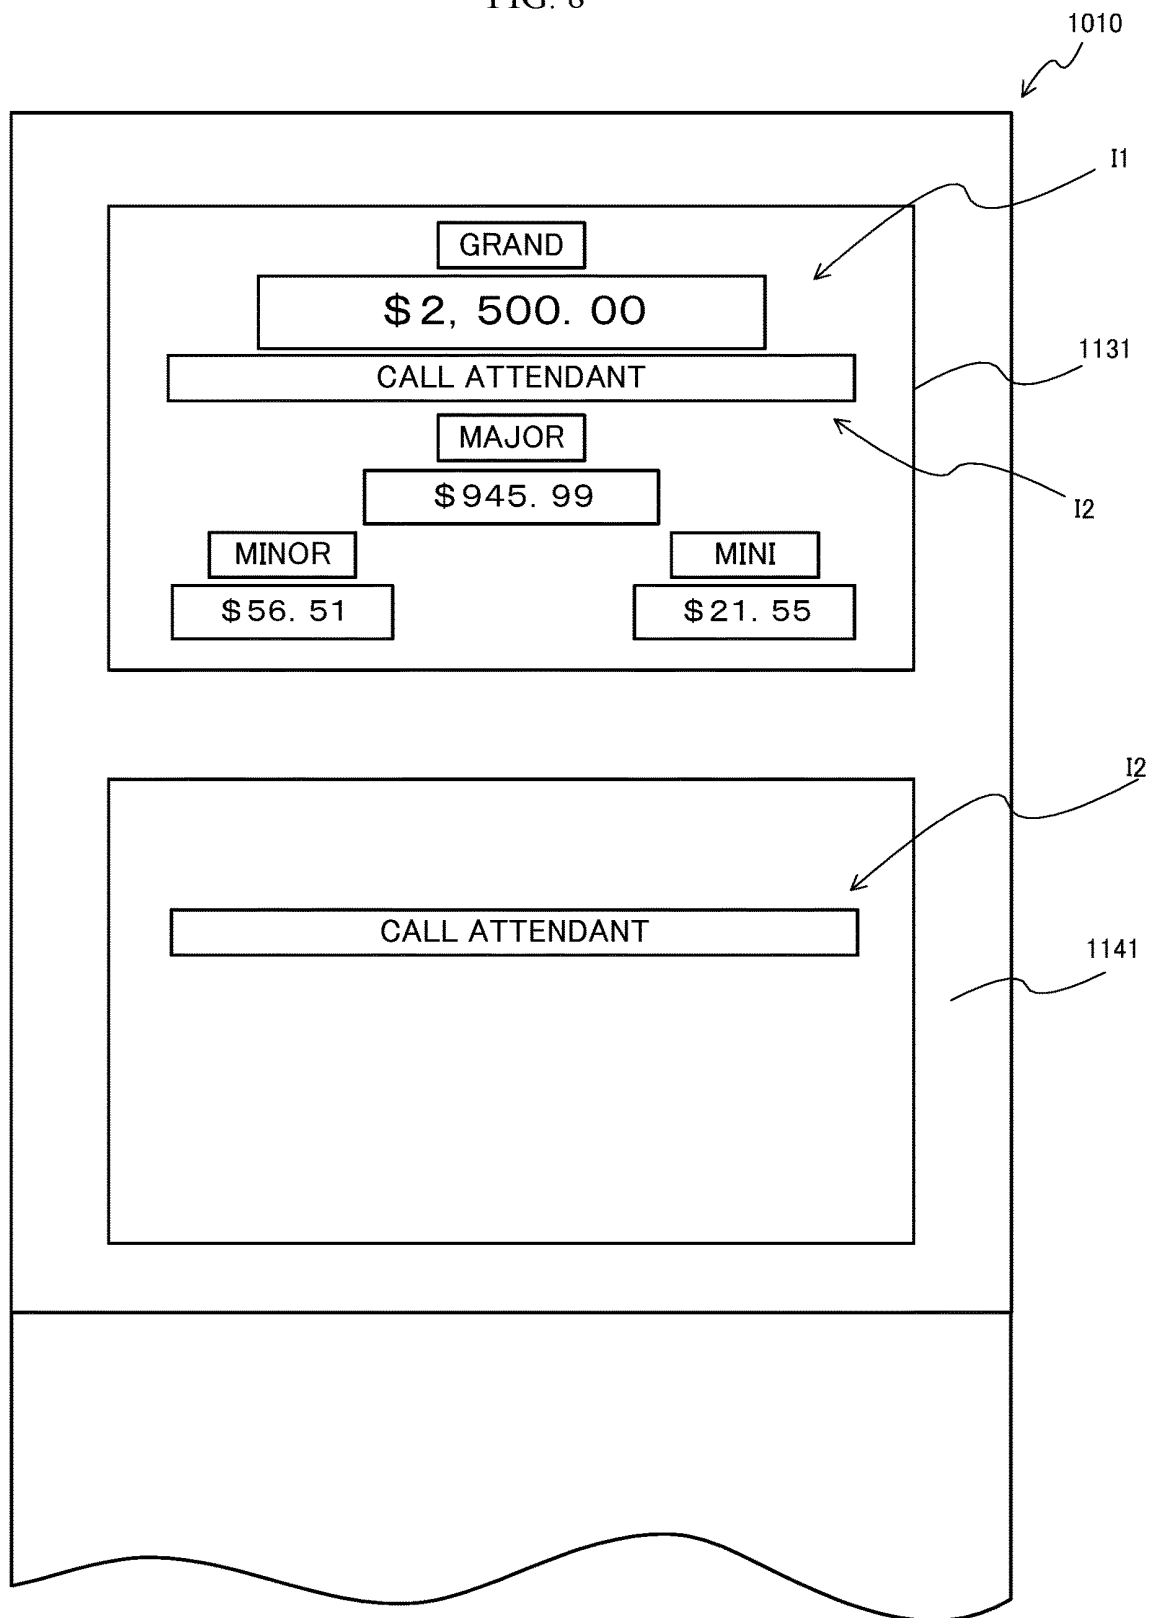 FIG. 8
1010
I1
GRAND
$2, 500. 00
1131
CALL ATTENDANT
MAJOR
$945. 99
I2
MINOR
MINI
$56. 51
$21. 55
I2
CALL ATTENDANT
1141